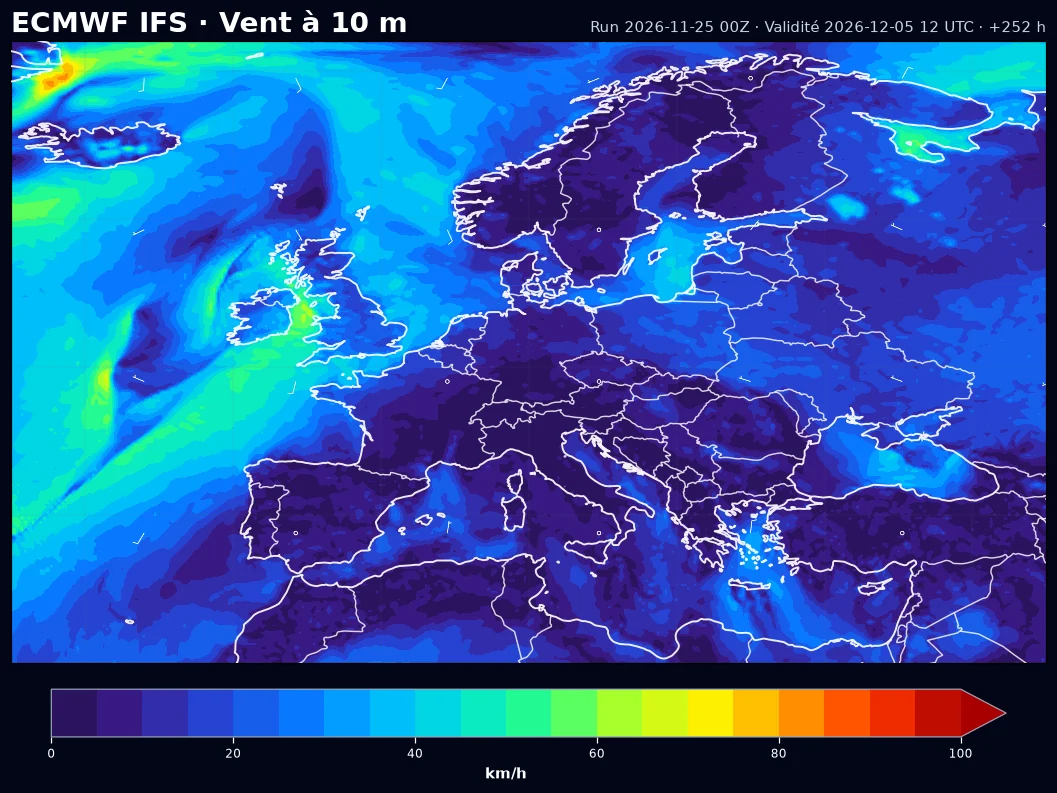 ECMWF IFS · Vent à 10 m
Run 2026-11-25 00Z · Validité 2026-12-05 12 UTC · +252 h
0 20 40 60 80 100
km/h